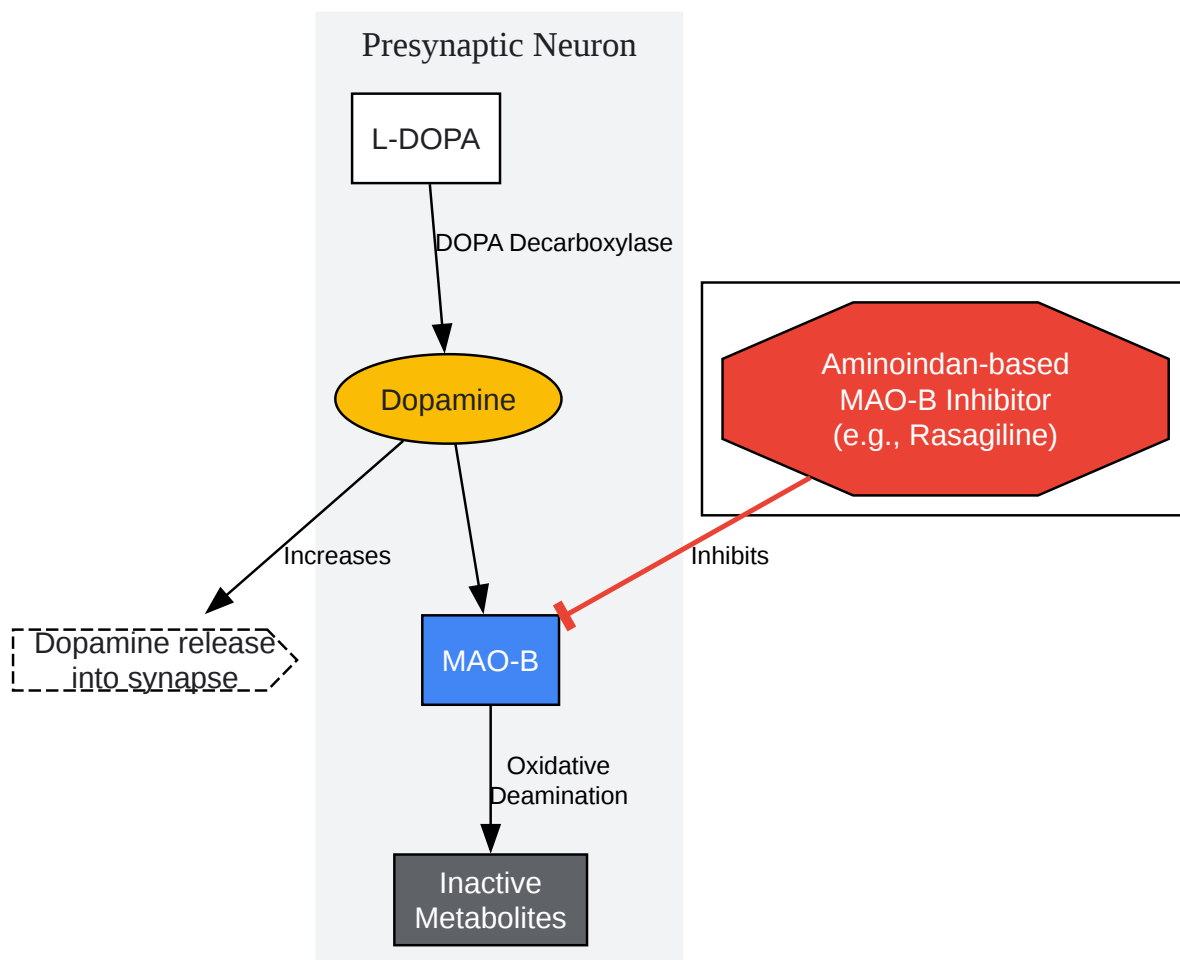 Presynaptic Neuron
L-DOPA
DOPA Decarboxylase
Dopamine
Aminoindan-based
MAO-B Inhibitor
(e.g., Rasagiline)
Increases
Inhibits
Dopamine release
into synapse
MAO-B
Oxidative
Deamination
Inactive
Metabolites